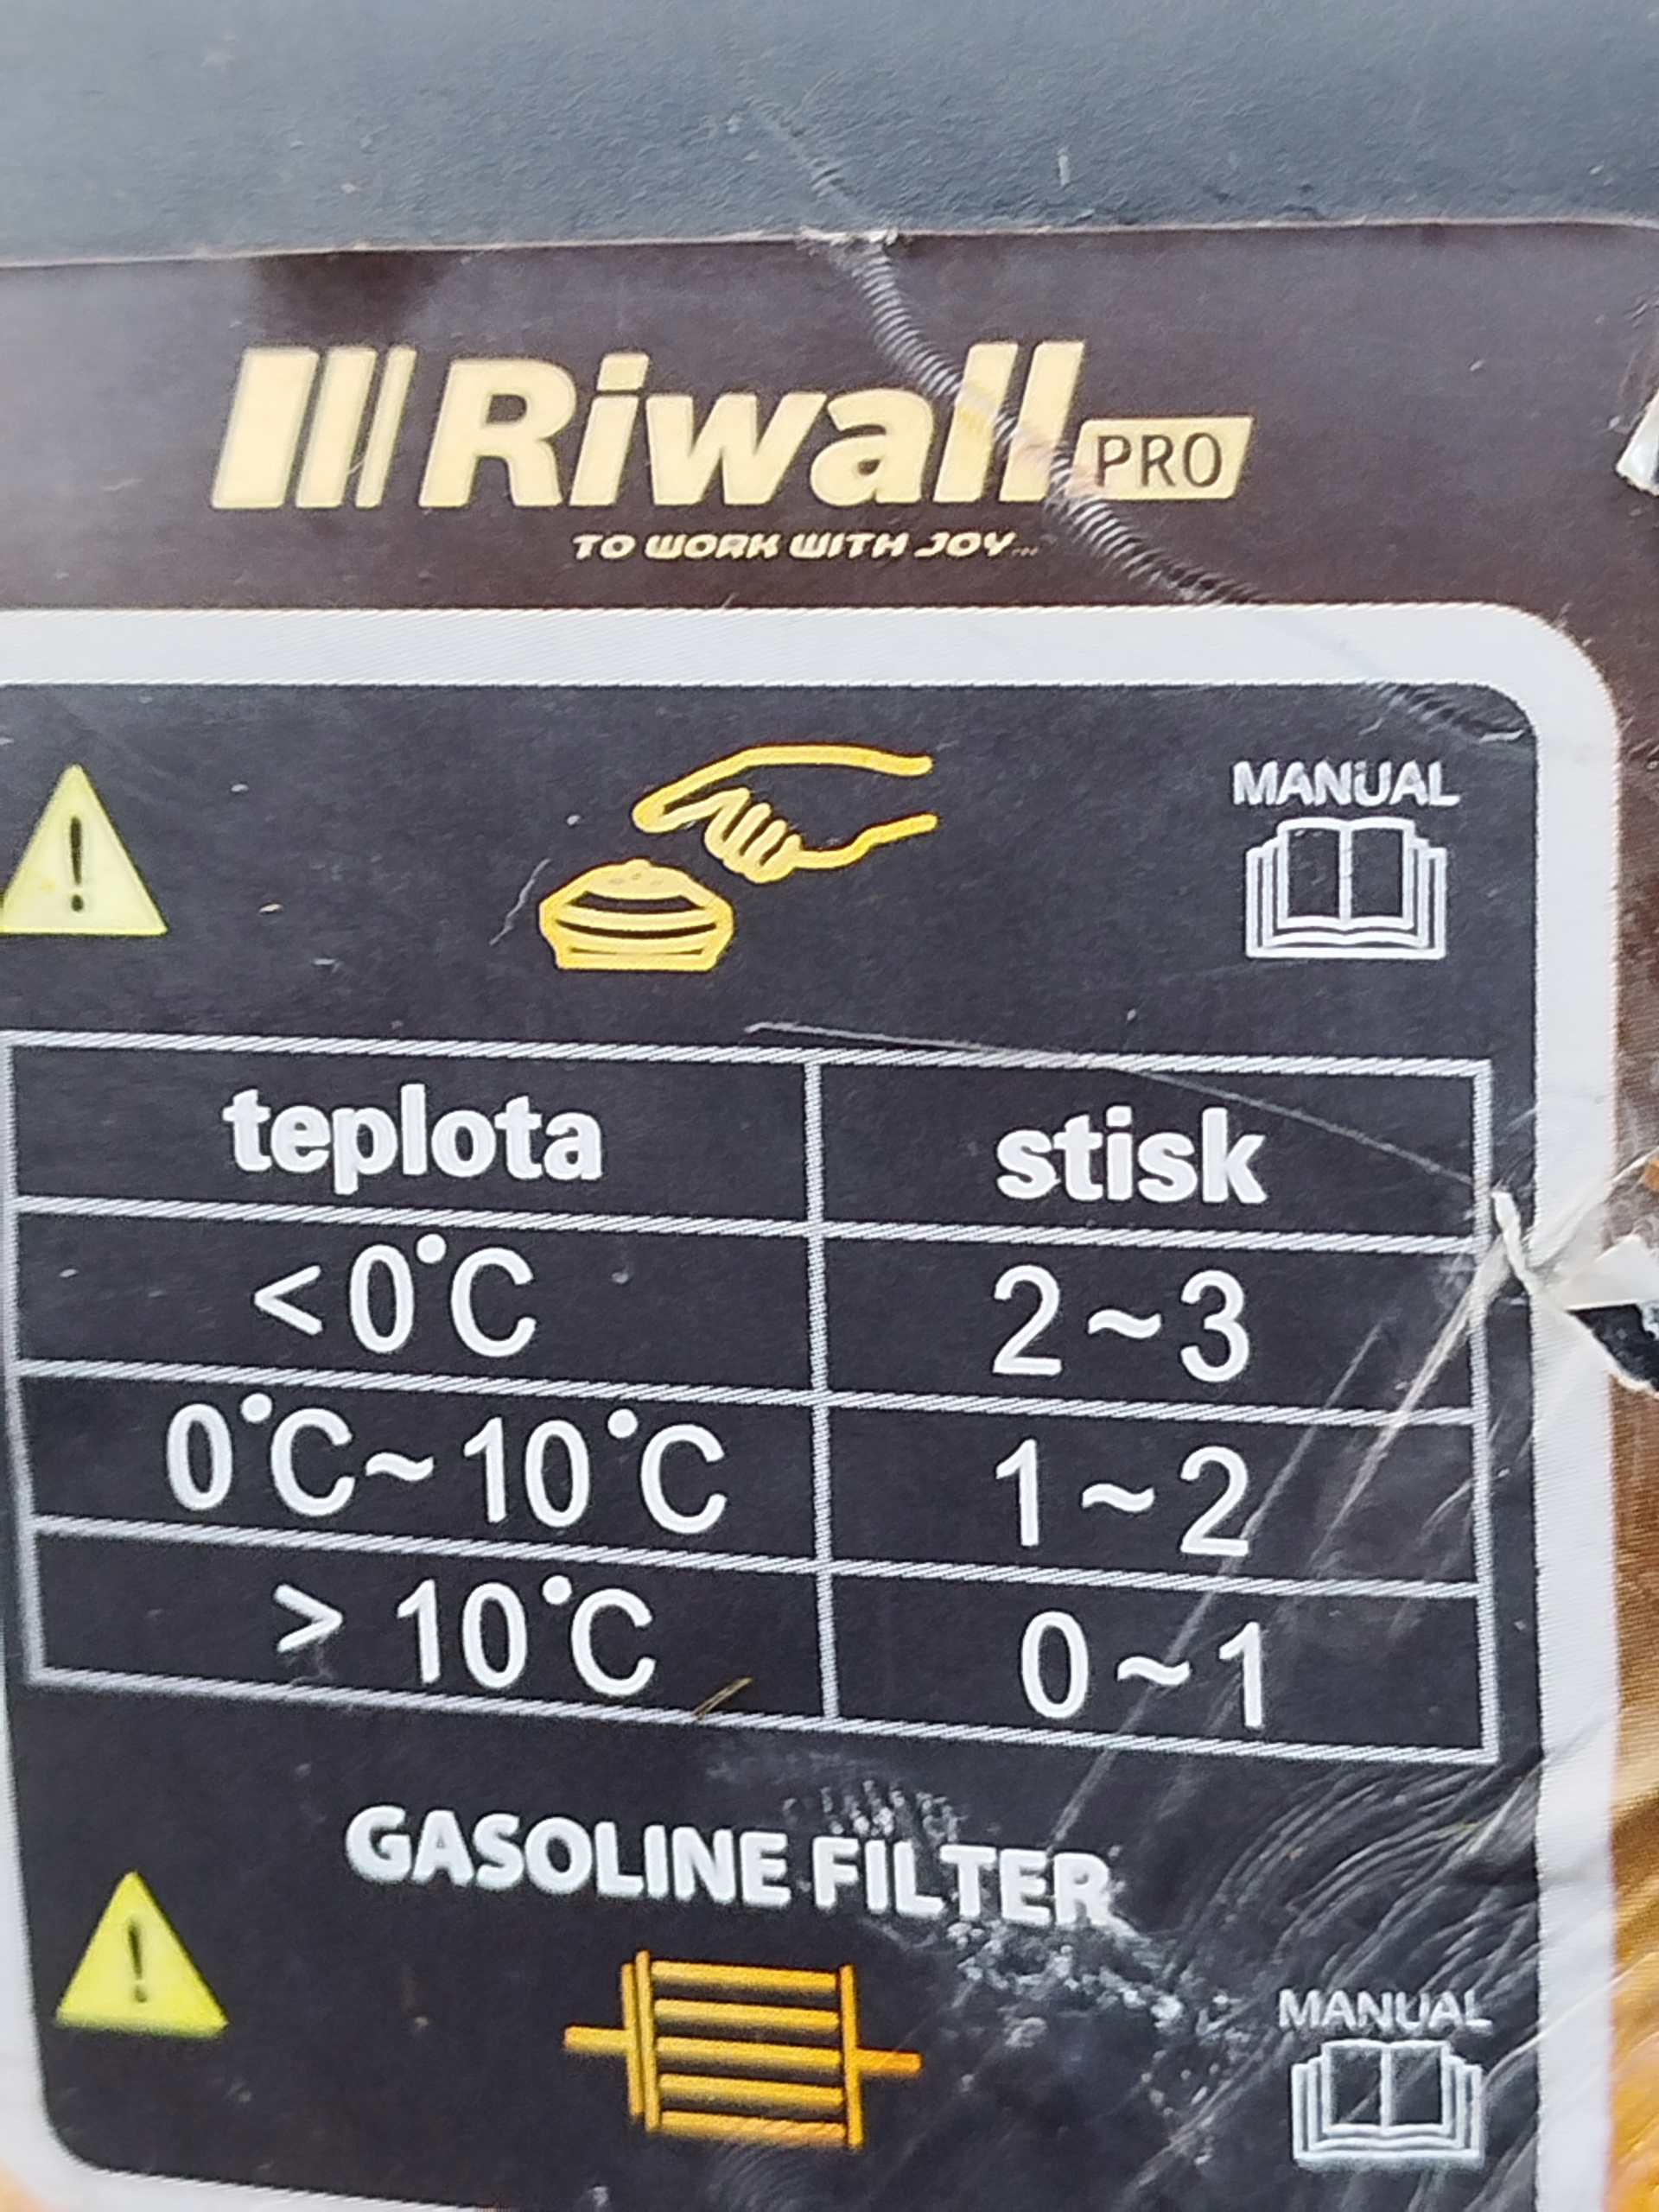 Riwall PRO
TO WORK WITH JOY...
MANUAL
teplota stisk
<0°C 2~3
0°C~10°C 1~2
> 10°C 0~1
GASOLINE FILTER
MANUAL